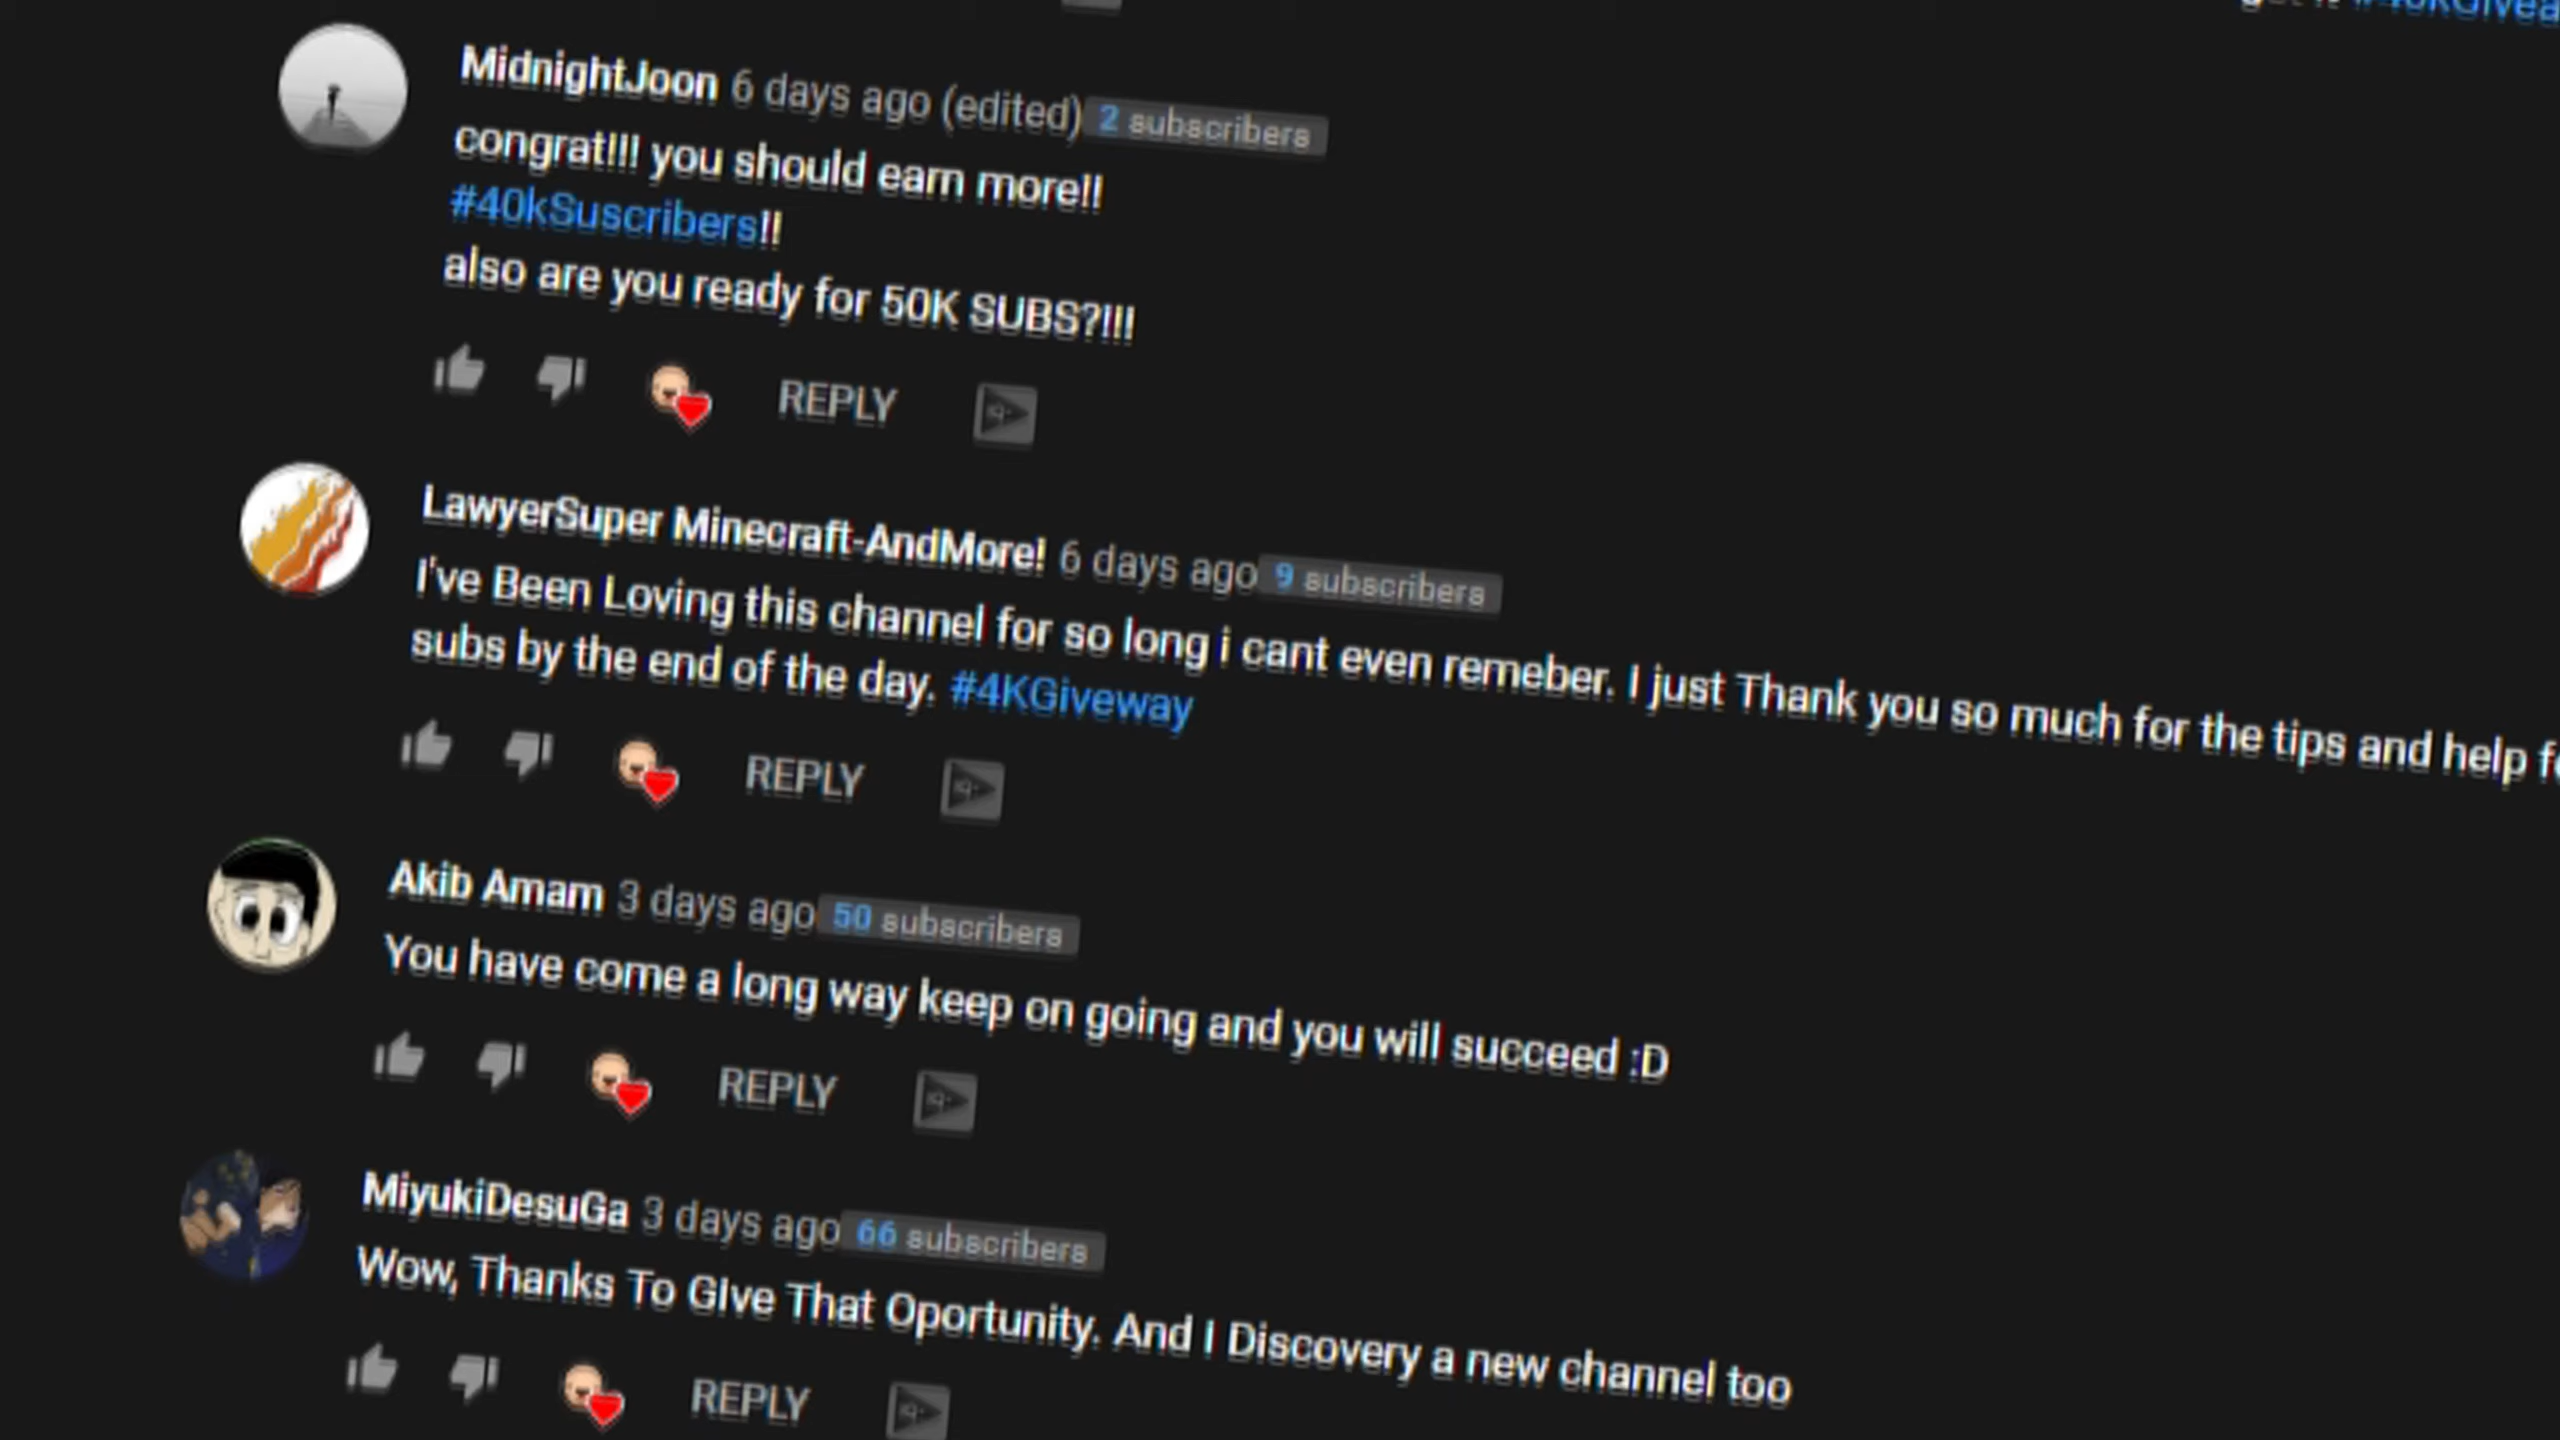 MidnightJoon 6 days ago (edited) 2 subscribers
congrat!!! you should earn more!!
#40kSuscribers!!
also are you ready for 50K SUBS?!!!
REPLY
LawyerSuper Minecraft-AndMore! 6 days ago 9 subscribers
I've Been Loving this channel for so long i cant even remeber. I just Thank you so much for the tips and help
subs by the end of the day. #4KGiveway
REPLY
Akib Amam 3 days ago 50 subscribers
You have come a long way keep on going and you will succeed :D
REPLY
MiyukiDesuGa 3 days ago 66 subscribers
Wow, Thanks To GIve That Oportunity. And I Discovery a new channel too
REPLY